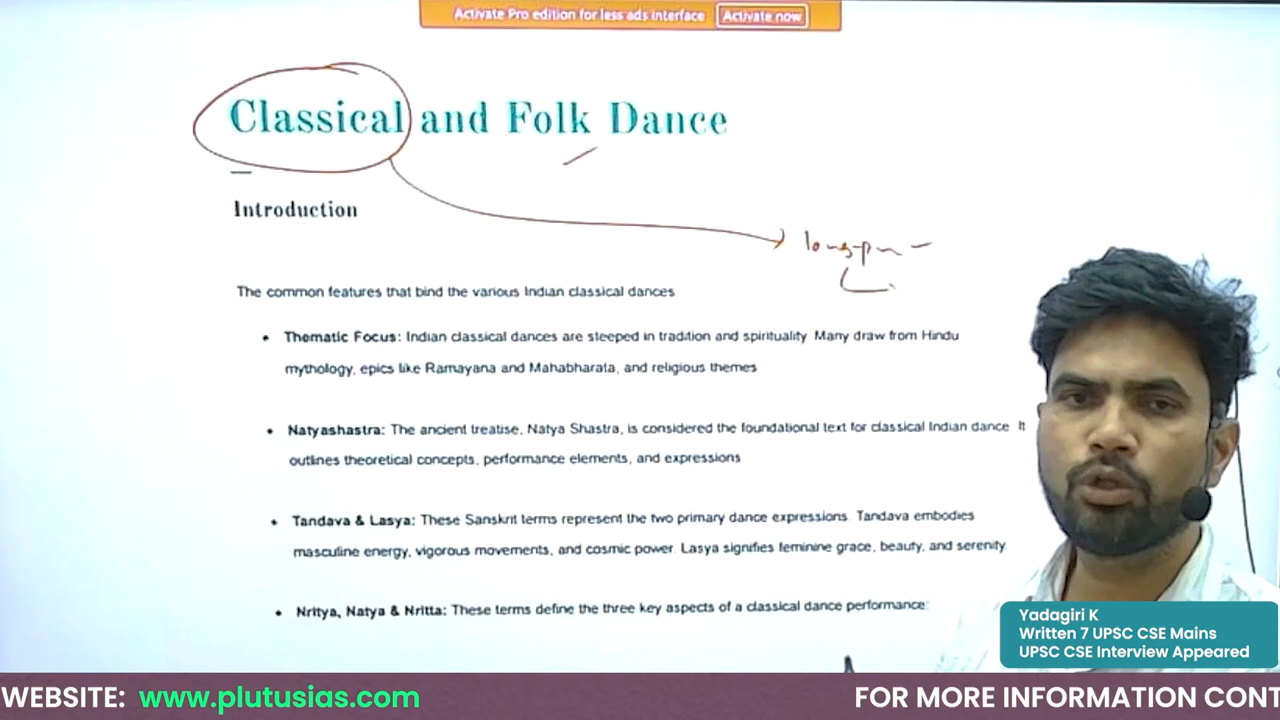 Activate Pro edition for less ads interface Activate now
Classical and Folk Dance
Introduction
The common features that bind the various Indian classical dances
• Thematic Focus: Indian classical dances are steeped in tradition and spirituality. Many draw from Hindu
mythology, epics like Ramayana and Mahabharata, and religious themes
• Natyashastra: The ancient treatise, Natya Shastra, is considered the foundational text for classical Indian dance. It
outlines theoretical concepts, performance elements, and expressions
• Tandava & Lasya: These Sanskrit terms represent the two primary dance expressions. Tandava embodies
masculine energy, vigorous movements, and cosmic power. Lasya signifies feminine grace, beauty, and serenity.
• Nritya, Natya & Nritta: These terms define the three key aspects of a classical dance performance:
Yadagiri K
Written 7 UPSC CSE Mains
UPSC CSE Interview Appeared
WEBSITE: www.plutusias.com FOR MORE INFORMATION CONT